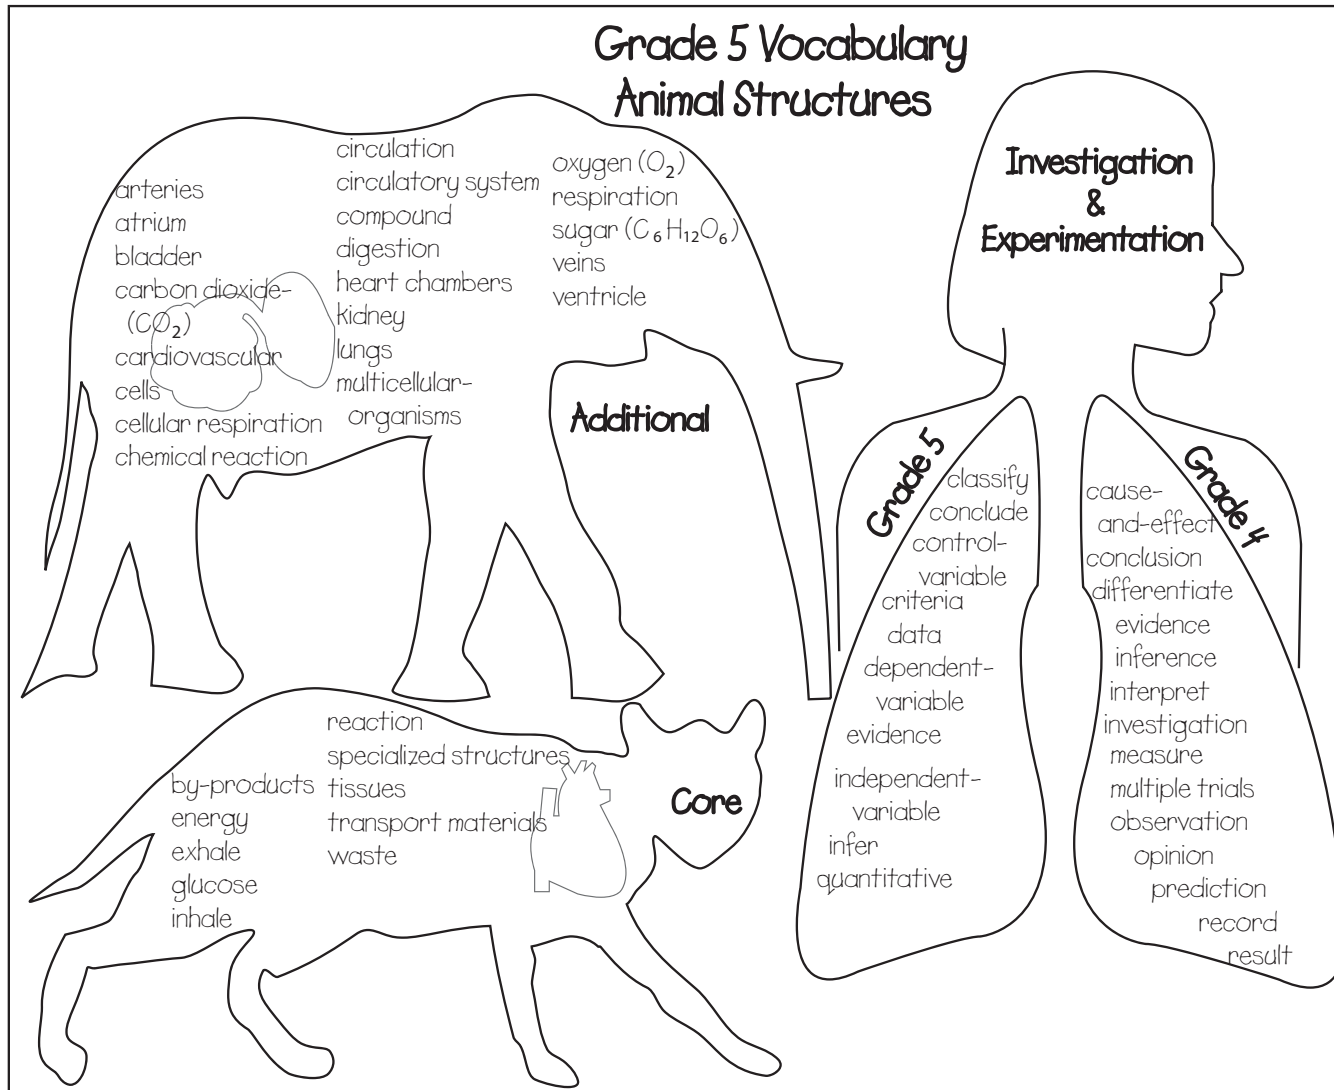 Grade 5 Vocabulary
Animal Structures
arteries
atrium
bladder
carbon dioxide-
(CO₂)
cardiovascular
cells
cellular respiration
chemical reaction
circulation
circulatory system
compound
digestion
heart chambers
kidney
lungs
multicellular-
organisms
oxygen (O₂)
respiration
sugar (C₆H₁₂O₆)
veins
ventricle
Additional
by-products
energy
exhale
glucose
inhale
reaction
specialized structures
tissues
transport materials
waste
Core
Investigation
&
Experimentation
Grade 5
classify
conclude
control-
variable
criteria
data
dependent-
variable
evidence
independent-
variable
infer
quantitative
Grade 4
cause-
and-effect
conclusion
differentiate
evidence
inference
interpret
investigation
measure
multiple trials
observation
opinion
prediction
record
result